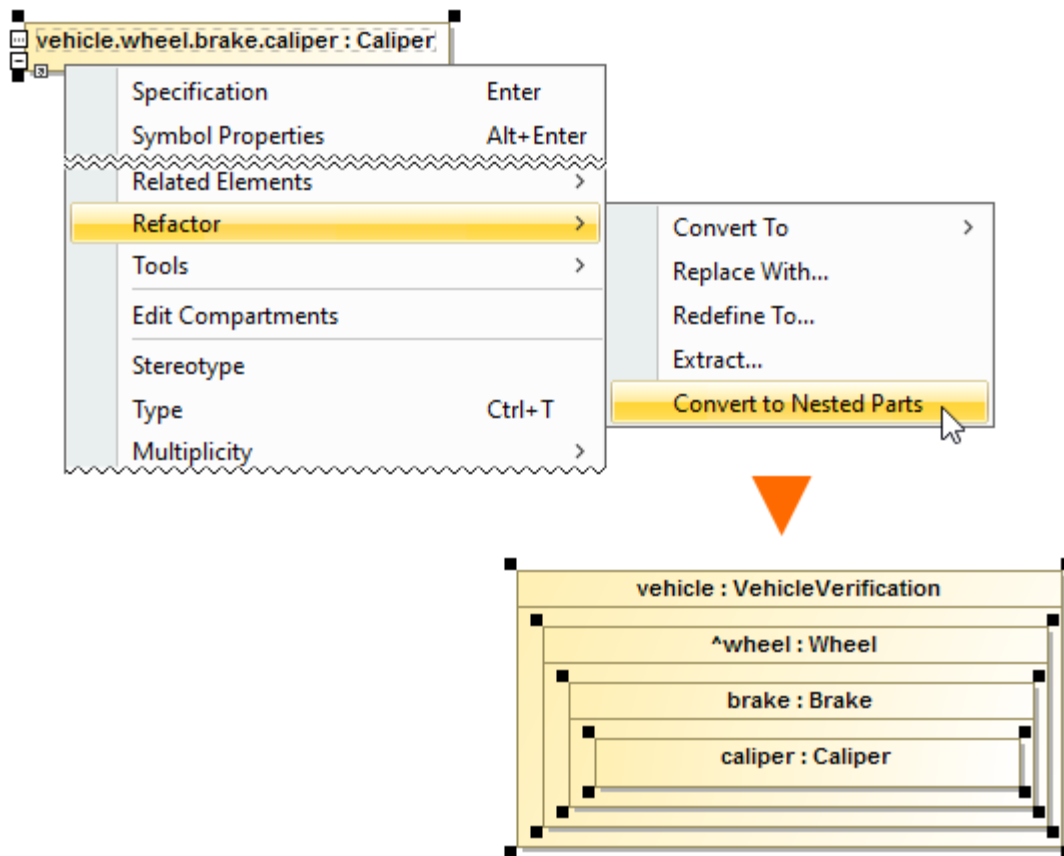 vehicle.wheel.brake.caliper : Caliper
Specification Enter
Symbol Properties Alt+Enter
Related Elements >
Refactor >
Tools >
Edit Compartments
Stereotype
Type Ctrl+T
Multiplicity >
Convert To >
Replace With...
Redefine To...
Extract...
Convert to Nested Parts
vehicle : VehicleVerification
^wheel : Wheel
brake : Brake
caliper : Caliper